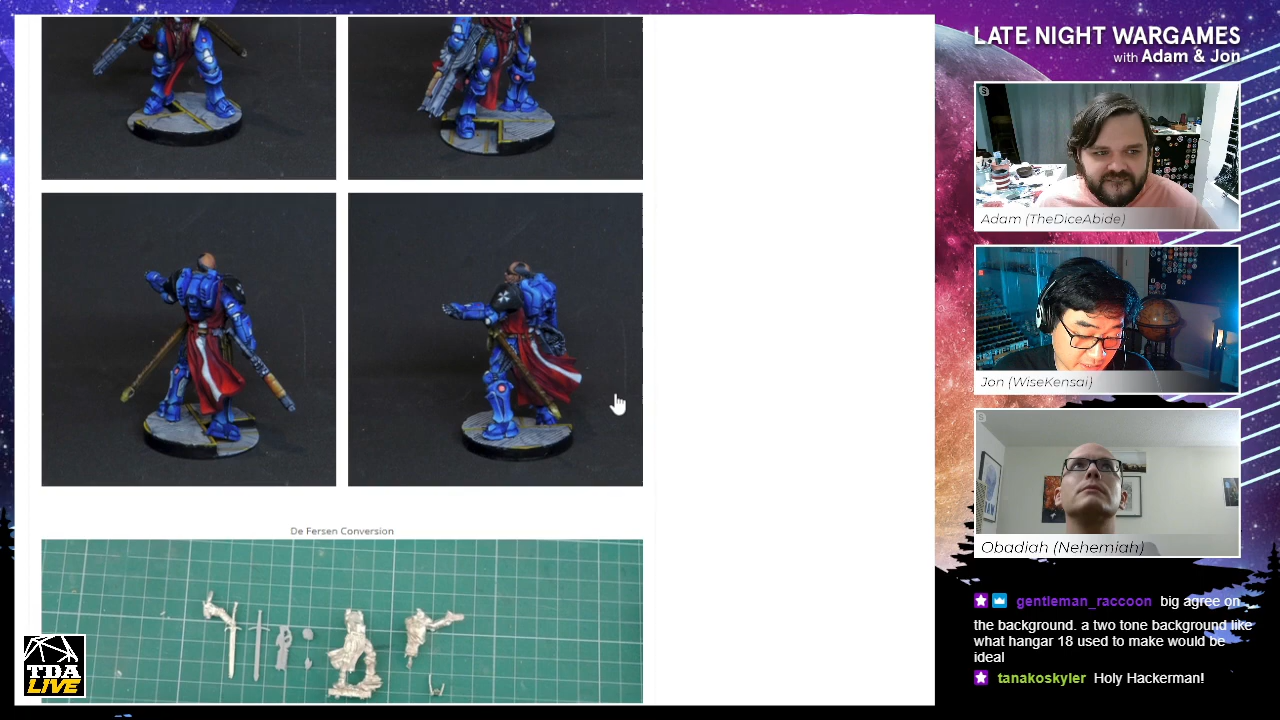 LATE NIGHT WARGAMES
with Adam & Jon
Adam (TheDiceAbide)
Jon (WiseKensai)
Obadiah (Nehemiah)
De Fersen Conversion
gentleman_raccoon big agree on
the background. a two tone background like
what hangar 18 used to make would be
ideal
tanakoskyler Holy Hackerman!
TDA
LIVE